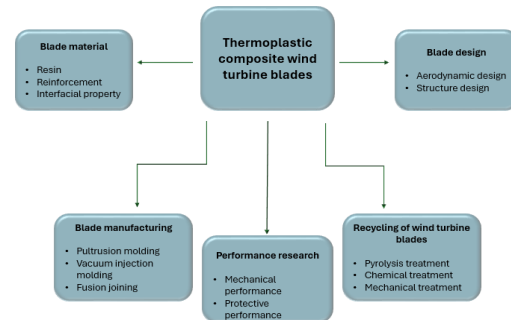 Thermoplastic
composite wind
turbine blades
Blade material
• Resin
• Reinforcement
• Interfacial property
Blade design
• Aerodynamic design
• Structure design
Blade manufacturing
• Pultrusion molding
• Vacuum injection
molding
• Fusion joining
Performance research
• Mechanical
performance
• Protective
performance
Recycling of wind turbine
blades
• Pyrolysis treatment
• Chemical treatment
• Mechanical treatment